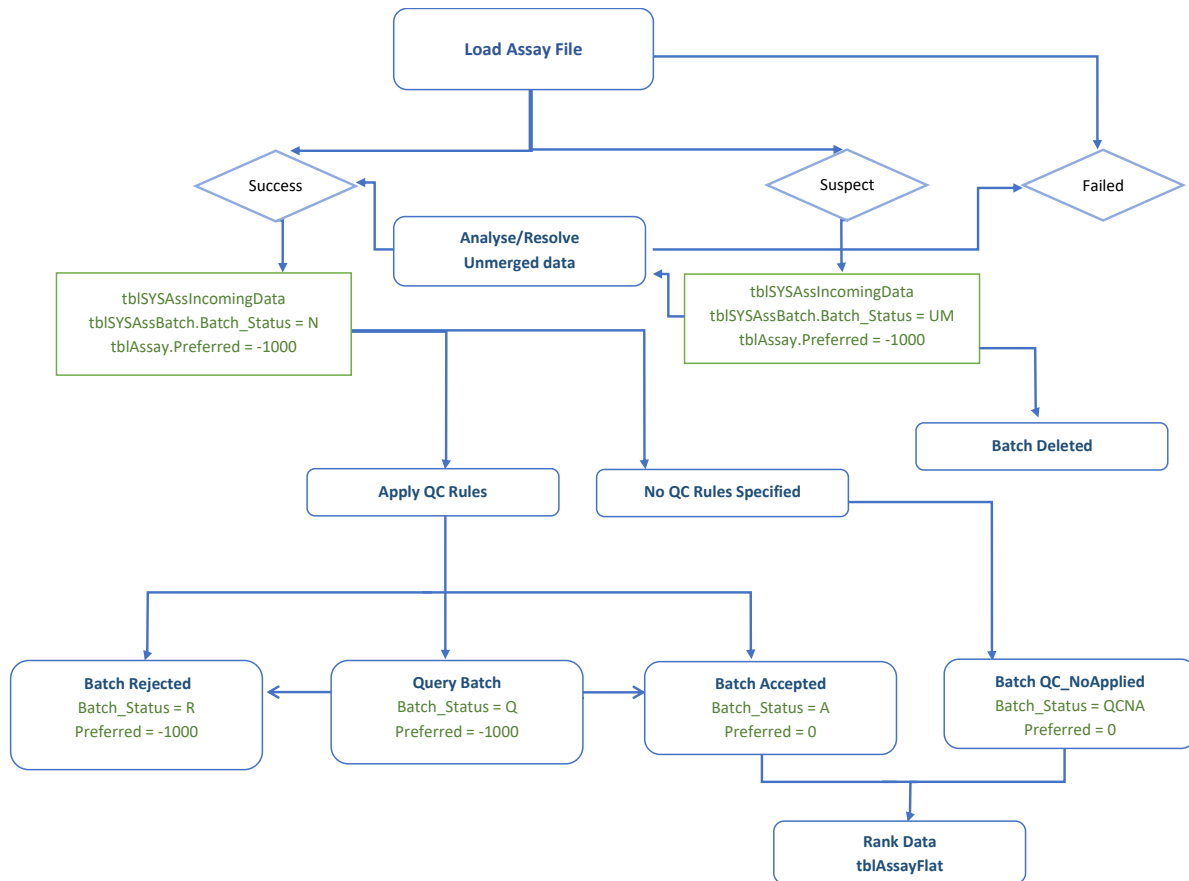 Load Assay File
Success
Suspect
Failed
Analyse/Resolve
Unmerged data
tblSYSAssIncomingData
tblSYSAssBatch.Batch_Status = N
tblAssay.Preferred = -1000
tblSYSAssIncomingData
tblSYSAssBatch.Batch_Status = UM
tblAssay.Preferred = -1000
Batch Deleted
Apply QC Rules
No QC Rules Specified
Batch Rejected
Batch_Status = R
Preferred = -1000
Query Batch
Batch_Status = Q
Preferred = -1000
Batch Accepted
Batch_Status = A
Preferred = 0
Batch QC_NoApplied
Batch_Status = QCNA
Preferred = 0
Rank Data
tblAssayFlat